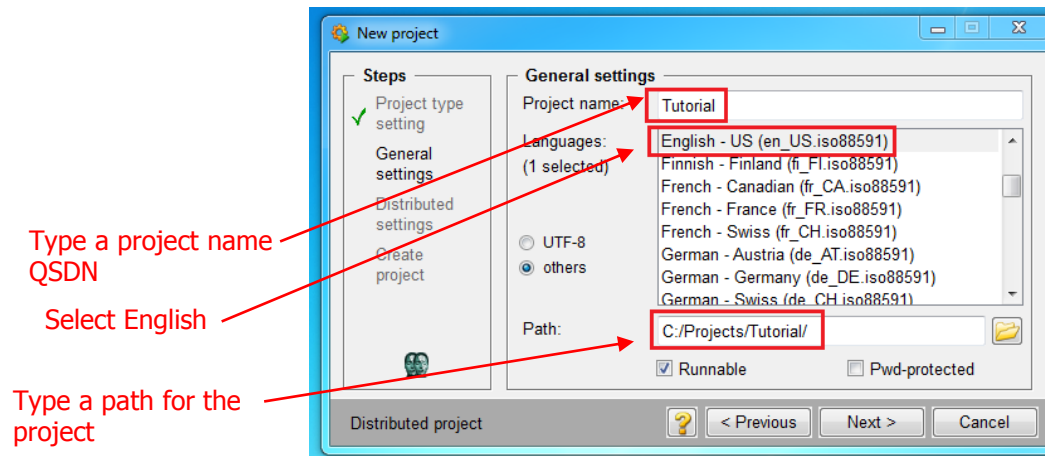 New project
Steps
Project type
setting
General
settings
Distributed
settings
Create
project
General settings
Project name:
Tutorial
Languages:
(1 selected)
English - US (en_US.iso88591)
Finnish - Finland (fi_FI.iso88591)
French - Canadian (fr_CA.iso88591)
French - France (fr_FR.iso88591)
French - Swiss (fr_CH.iso88591)
German - Austria (de_AT.iso88591)
German - Germany (de_DE.iso88591)
German - Swiss (de_CH.iso88591)
UTF-8
others
Path:
C:/Projects/Tutorial/
Runnable
Pwd-protected
Distributed project
?
< Previous
Next >
Cancel
Type a project name
QSDN
Select English
Type a path for the
project